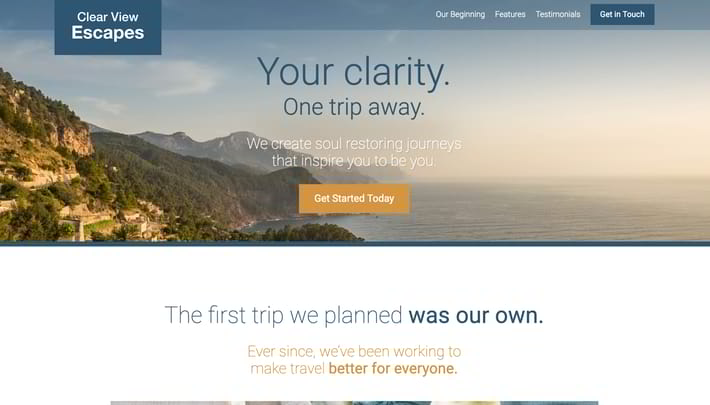 Clear View
Escapes
Our Beginning
Features
Testimonials
Get in Touch
Your clarity.
One trip away.
We create soul restoring journeys
that inspire you to be you.
Get Started Today
The first trip we planned was our own.
Ever since, we've been working to
make travel better for everyone.